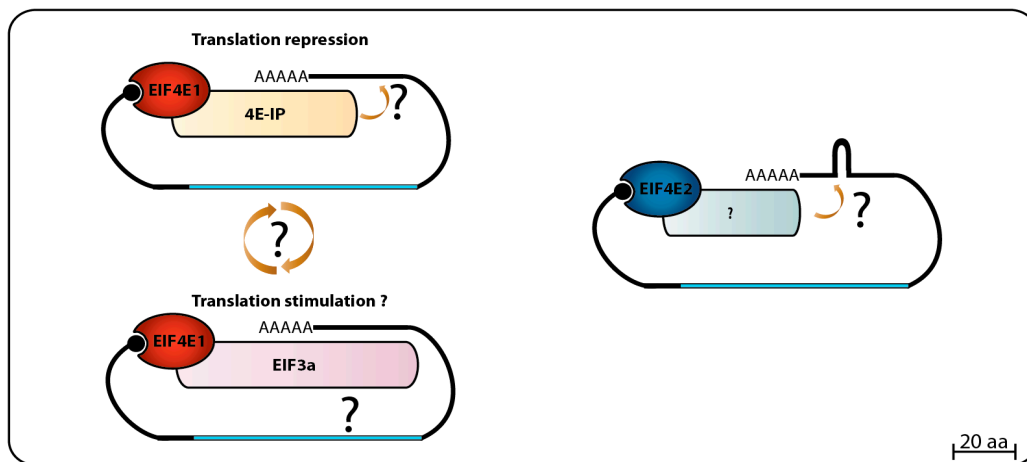 Translation repression
EIF4E1
AAAAA
4E-IP
?
?
Translation stimulation ?
EIF4E1
AAAAA
EIF3a
?
EIF4E2
AAAAA
?
?
20 aa